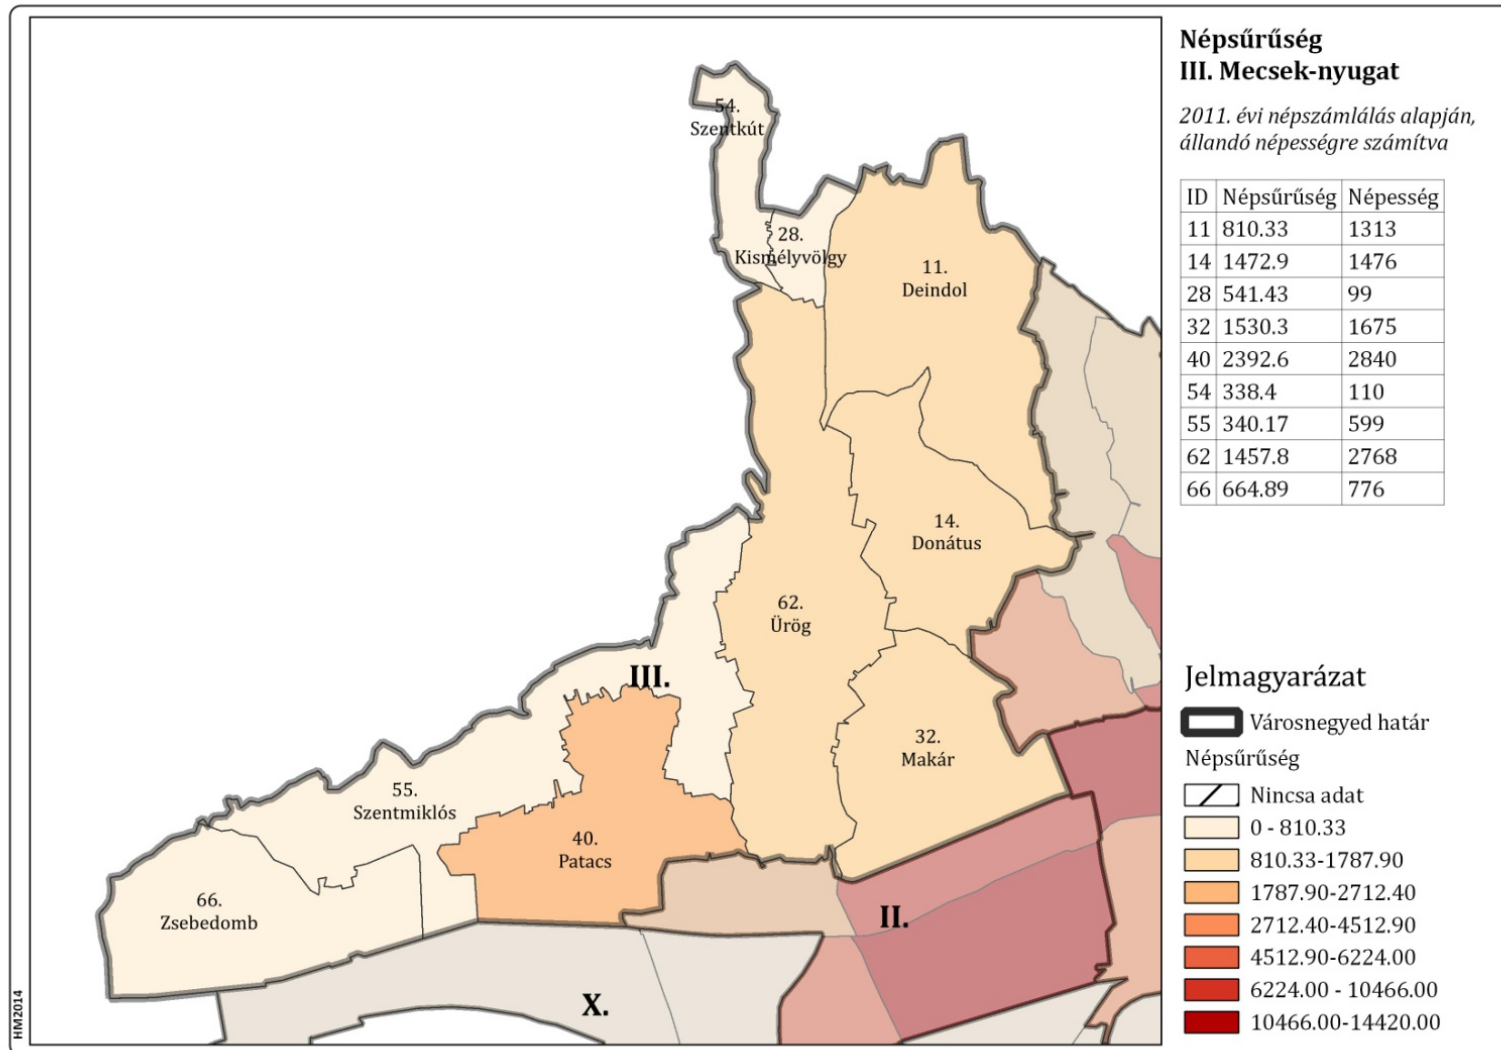 54.
Szentkút
28.
Kismélyvölgy
11.
Deindol
14.
Donátus
62.
Ürög
III.
32.
Makár
55.
Szentmiklós
40.
Patacs
66.
Zsebedomb
II.
X.
HM2014
Népsűrűség
III. Mecsek-nyugat
2011. évi népszámlálás alapján,
állandó népességre számítva
ID Népsűrűség Népesség
11 810.33 1313
14 1472.9 1476
28 541.43 99
32 1530.3 1675
40 2392.6 2840
54 338.4 110
55 340.17 599
62 1457.8 2768
66 664.89 776
Jelmagyarázat
Városnegyed határ
Népsűrűség
Nincsa adat
0 - 810.33
810.33-1787.90
1787.90-2712.40
2712.40-4512.90
4512.90-6224.00
6224.00 - 10466.00
10466.00-14420.00